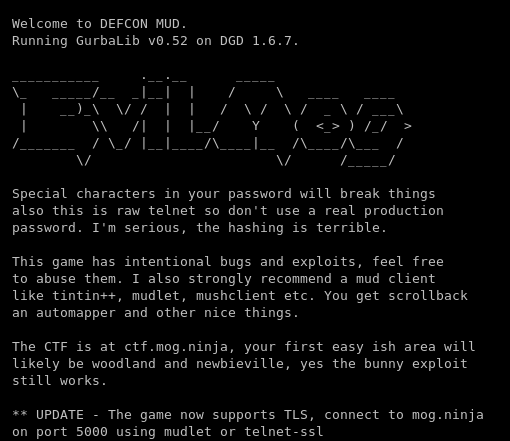 Welcome to DEFCON MUD.
Running GurbaLib v0.52 on DGD 1.6.7.
EvilMog
Special characters in your password will break things
also this is raw telnet so don't use a real production
password. I'm serious, the hashing is terrible.
This game has intentional bugs and exploits, feel free
to abuse them. I also strongly recommend a mud client
like tintin++, mudlet, mushclient etc. You get scrollback
an automapper and other nice things.
The CTF is at ctf.mog.ninja, your first easy ish area will
likely be woodland and newbieville, yes the bunny exploit
still works.
** UPDATE - The game now supports TLS, connect to mog.ninja
on port 5000 using mudlet or telnet-ssl